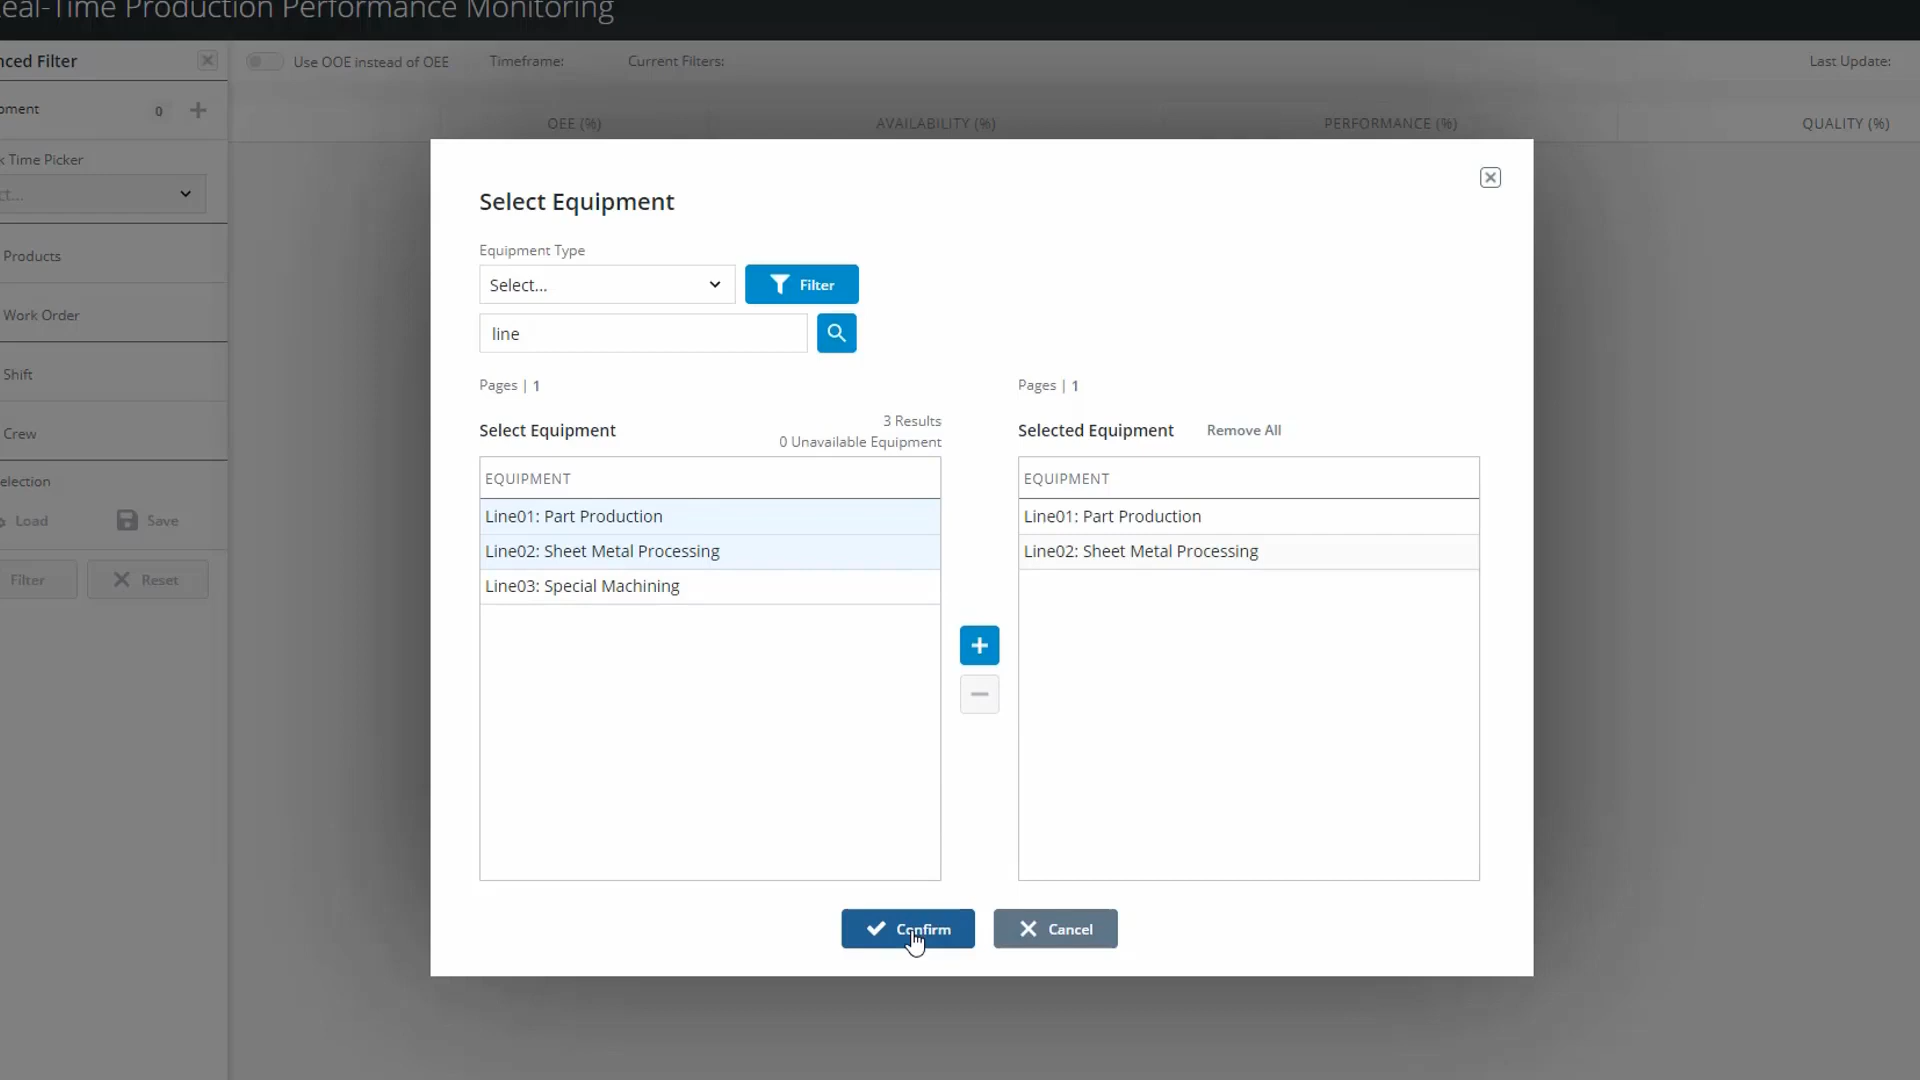 eal-Time Production Performance Monitoring
nced Filter
Use OOE instead of OEE
Timeframe:
Current Filters:
Last Update:
pment
0
OEE (%)
AVAILABILITY (%)
PERFORMANCE (%)
QUALITY (%)
k Time Picker
ct...
Products
Work Order
Shift
Crew
election
Load
Save
Filter
Reset
Select Equipment
Equipment Type
Select...
Filter
line
Pages | 1
Select Equipment
3 Results
0 Unavailable Equipment
EQUIPMENT
Line01: Part Production
Line02: Sheet Metal Processing
Line03: Special Machining
Pages | 1
Selected Equipment
Remove All
EQUIPMENT
Line01: Part Production
Line02: Sheet Metal Processing
Confirm
Cancel